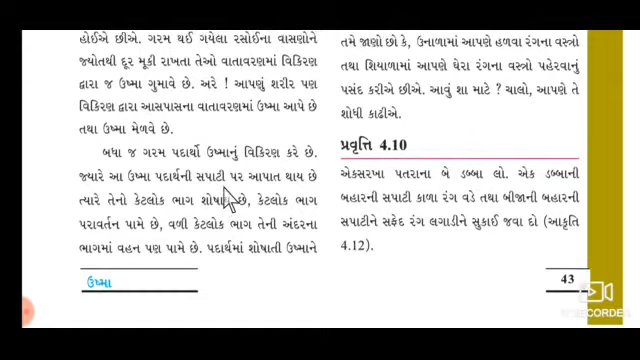 હોઈએ છીએ. ગરમ થઈ ગયેલા રસોઈના વાસણોને
જ્યોતથી દૂર મૂકી રાખતા તેઓ વાતાવરણમાં વિકિરણ
દ્વારા જ ઉષ્મા ગુમાવે છે. અરે ! આપણું શરીર પણ
વિકિરણ દ્વારા આસપાસના વાતાવરણમાં ઉષ્મા આપે છે
તથા ઉષ્મા મેળવે છે.
બધા જ ગરમ પદાર્થો ઉષ્માનું વિકિરણ કરે છે.
જ્યારે આ ઉષ્મા પદાર્થની સપાટી પર આપાત થાય છે
ત્યારે તેનો કેટલોક ભાગ શોષાય છે, કેટલોક ભાગ
પરાવર્તન પામે છે, વળી કેટલોક ભાગ તેની અંદરના
ભાગમાં વહન પણ પામે છે. પદાર્થમાં શોષાતી ઉષ્માને
ઉષ્મા
તમે જાણો છો કે, ઉનાળામાં આપણે હળવા રંગના વસ્ત્રો
તથા શિયાળામાં આપણે ઘેરા રંગના વસ્ત્રો પહેરવાનું
પસંદ કરીએ છીએ. આવું શા માટે ? ચાલો, આપણે તે
શોધી કાઢીએ.
પ્રવૃત્તિ 4.10
એકસરખા પતરાના બે ડબ્બા લો. એક ડબ્બાની
બહારની સપાટી કાળા રંગ વડે તથા બીજાની બહારની
સપાટીને સફેદ રંગ લગાડીને સુકાઈ જવા દો (આકૃતિ
4.12).
43
RECORDER